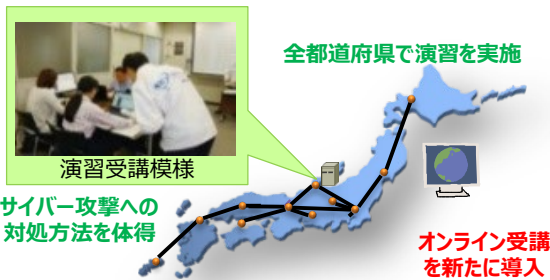 全都道府県で演習を実施
演習受講模様
サイバー攻撃への
対処方法を体得
オンライン受講
を新たに導入